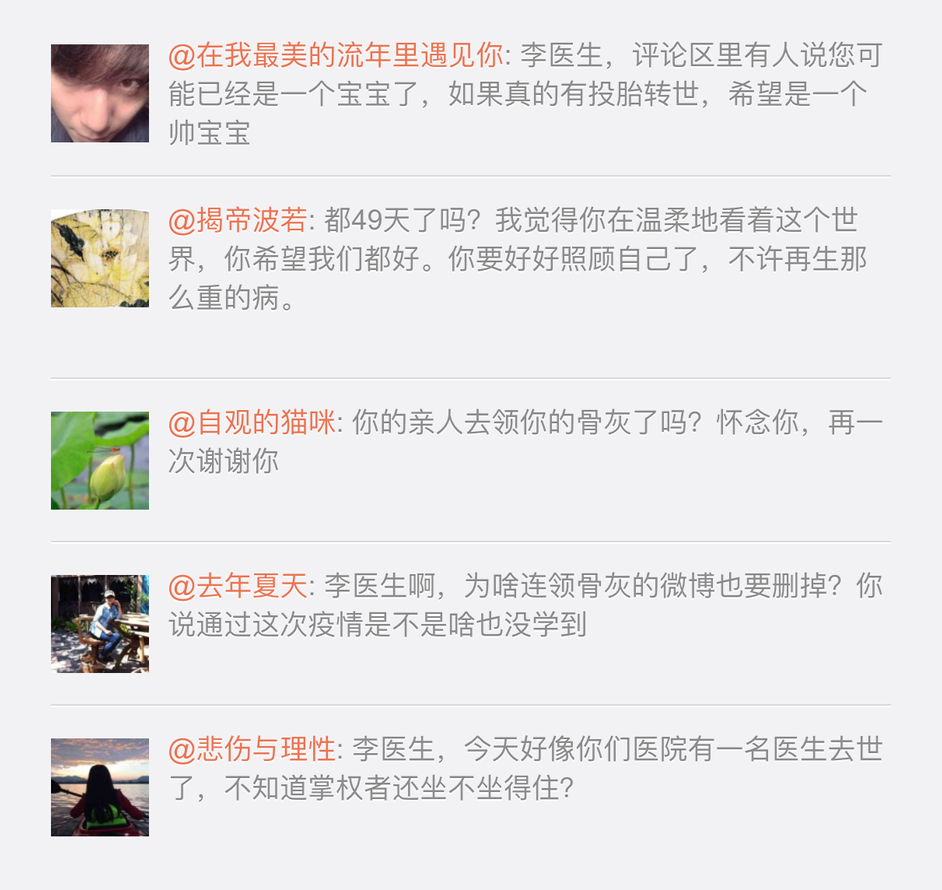 @在我最美的流年里遇见你: 李医生，评论区里有人说您可
能已经是一个宝宝了，如果真的有投胎转世，希望是一个
帅宝宝
@揭帝波若: 都49天了吗？我觉得你在温柔地看着这个世
界，你希望我们都好。你要好好照顾自己了，不许再生那
么重的病。
@自观的猫咪: 你的亲人去领你的骨灰了吗？怀念你，再一
次谢谢你
@去年夏天: 李医生啊，为啥连领骨灰的微博也要删掉？你
说通过这次疫情是不是啥也没学到
@悲伤与理性: 李医生，今天好像你们医院有一名医生去世
了，不知道掌权者还坐不坐得住？